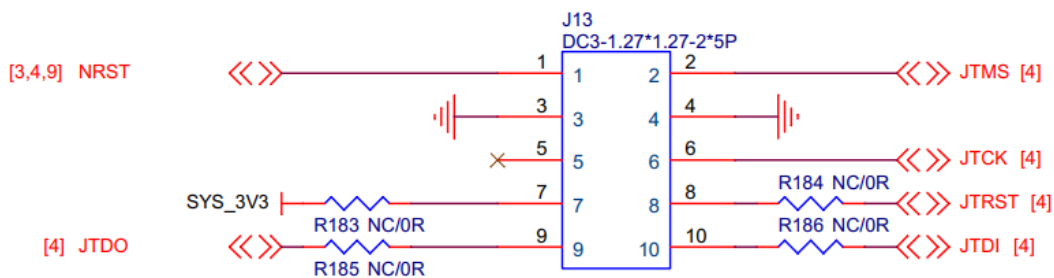 J13
DC3-1.27*1.27-2*5P
[3,4,9] NRST 1 1 2 2 JTMS [4]
3 3 4 4
5 5 6 6 JTCK [4]
SYS_3V3 R183 NC/0R 7 7 8 8 R184 NC/0R JTRST [4]
[4] JTDO R185 NC/0R 9 9 10 10 R186 NC/0R JTDI [4]